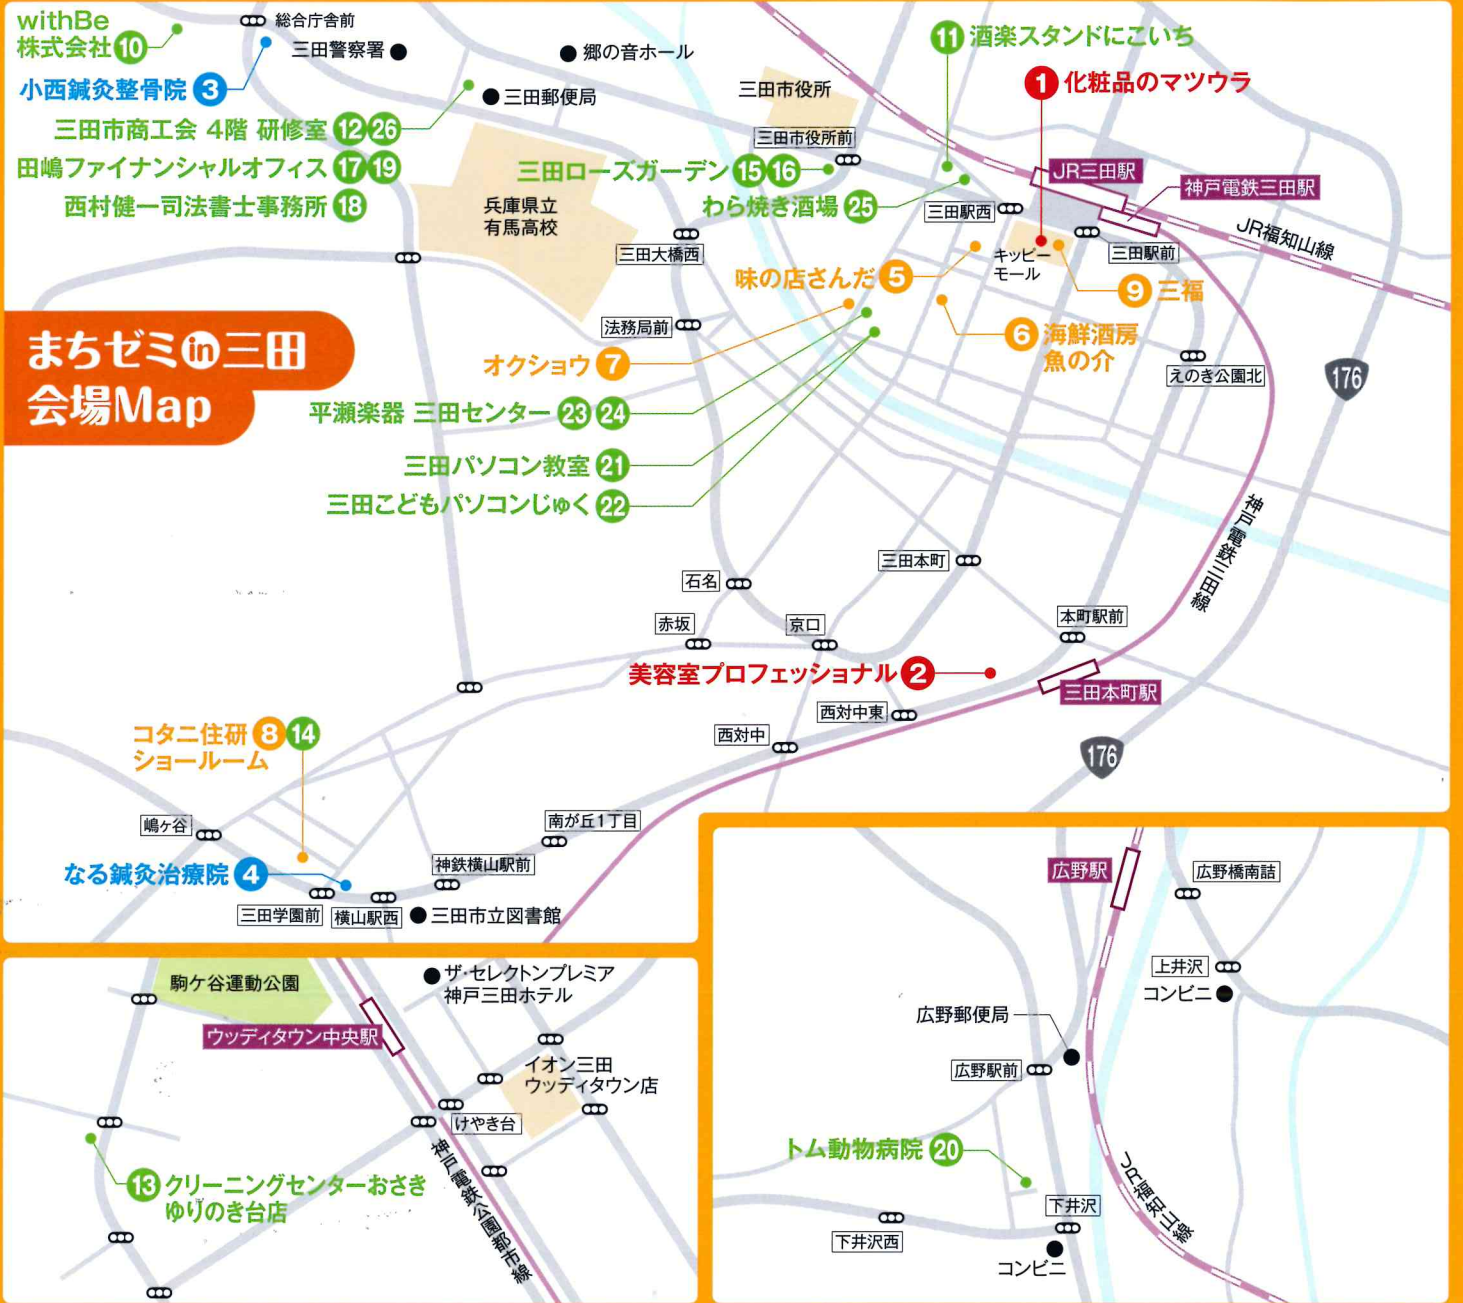 まちゼミin三田
会場Map
withBe
株式会社 10
小西鍼灸整骨院 3
三田市商工会 4階 研修室 12 26
田嶋ファイナンシャルオフィス 17 19
西村健一司法書士事務所 18
総合庁舎前
三田警察署
郷の音ホール
三田郵便局
三田市役所
三田市役所前
兵庫県立
有馬高校
三田ローズガーデン 15 16
わら焼き酒場 25
11 酒楽スタンドにこいち
1 化粧品のマツウラ
JR三田駅
神戸電鉄三田駅
JR福知山線
三田駅西
三田駅前
キッピー
モール
三田大橋西
味の店さんだ 5
9 三福
6 海鮮酒房
魚の介
法務局前
オクショウ 7
えのき公園北
176
平瀬楽器 三田センター 23 24
三田パソコン教室 21
三田こどもパソコンじゅく 22
神戸電鉄三田線
三田本町
石名
赤坂
京口
本町駅前
美容室プロフェッショナル 2
三田本町駅
西対中東
西対中
176
コタニ住研 8 14
ショールーム
嶋ヶ谷
南が丘1丁目
神鉄横山駅前
なる鍼灸治療院 4
三田学園前
横山駅西
三田市立図書館
駒ケ谷運動公園
ザ・セレクトンプレミア
神戸三田ホテル
ウッディタウン中央駅
イオン三田
ウッディタウン店
けやき台
神戸電鉄公園都市線
13 クリーニングセンターおさき
ゆりのき台店
広野駅
広野橋南詰
上井沢
コンビニ
広野郵便局
広野駅前
トム動物病院 20
下井沢
下井沢西
コンビニ
JR福知山線